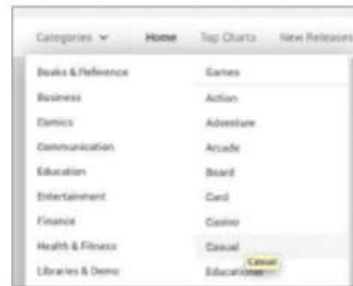 Categories Home Top Charts New Releases
Books & Reference Games
Business Action
Comics Adventure
Communication Arcade
Education Board
Entertainment Card
Finance Casino
Health & Fitness Casual
Casual
Libraries & Demo Educational